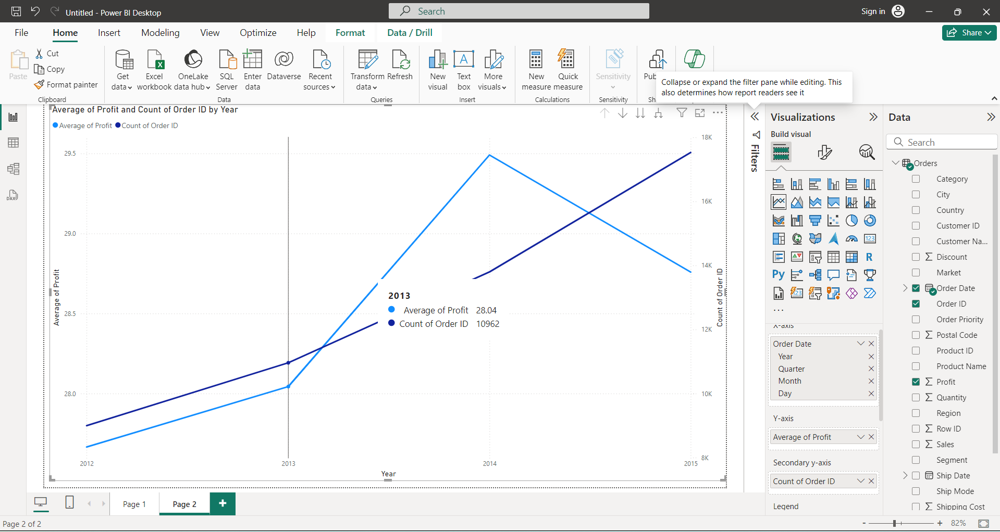 Untitled - Power BI Desktop
Search
Sign in
File Home Insert Modeling View Optimize Help Format Data / Drill
Share
Paste
Cut
Copy
Format painter
Clipboard
Get data
Excel workbook
OneLake data hub
SQL Server
Enter data
Dataverse
Recent sources
Data
Transform data
Refresh
Queries
New visual
Text box
More visuals
Insert
New measure
Quick measure
Calculations
Sensitivity
Sensitivity
Pub
Sh
Collapse or expand the filter pane while editing. This
also determines how report readers see it
Average of Profit and Count of Order ID by Year
Average of Profit Count of Order ID
Average of Profit
29.5
29.0
28.5
28.0
2013
Average of Profit 28.04
Count of Order ID 10962
18K
16K
14K
12K
10K
8K
Count of Order ID
2012 2013 2014 2015
Year
Filters
Visualizations
Build visual
123
R
Py
123
...
X-axis
Order Date
Year
Quarter
Month
Day
Y-axis
Average of Profit
Secondary y-axis
Count of Order ID
Legend
Data
Search
Orders
Category
City
Country
Customer ID
Customer Na...
Discount
Market
Order Date
Order ID
Order Priority
Postal Code
Product ID
Product Name
Profit
Quantity
Region
Row ID
Sales
Segment
Ship Date
Ship Mode
Shipping Cost
DAX
Page 1
Page 2
+
Page 2 of 2
- + 82%